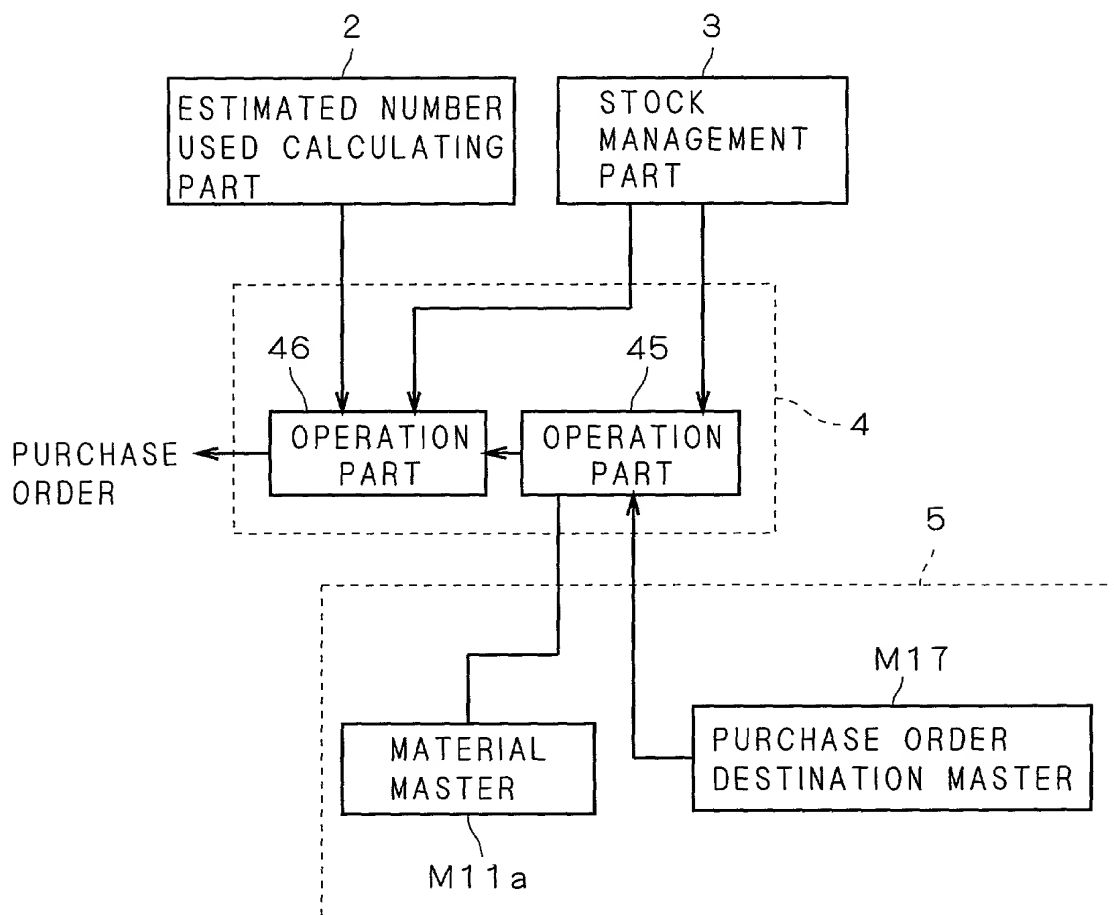 2
3
ESTIMATED NUMBER
USED CALCULATING
PART
STOCK
MANAGEMENT
PART
46
45
4
OPERATION
PART
OPERATION
PART
PURCHASE
ORDER
5
M17
MATERIAL
MASTER
PURCHASE ORDER
DESTINATION MASTER
M11a